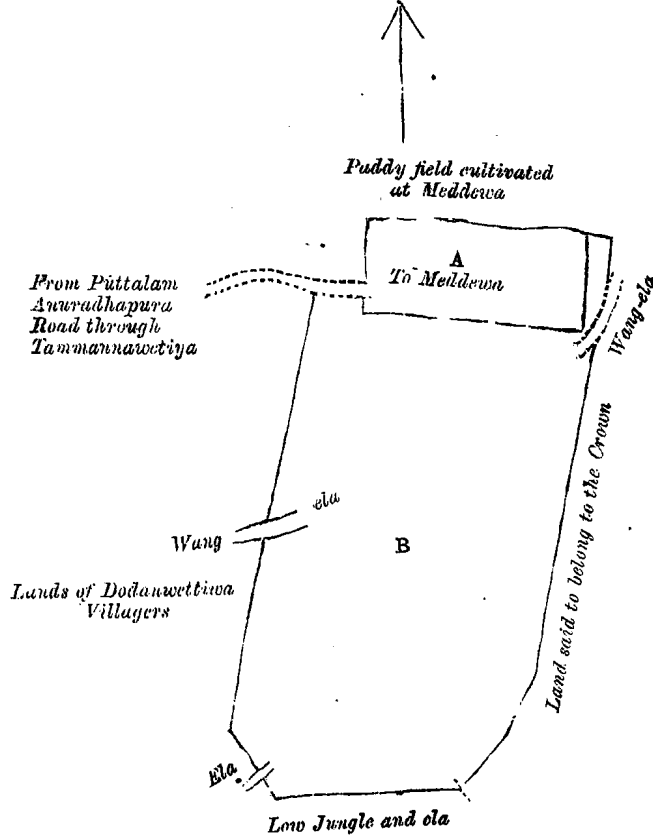 Paddy field cultivated
at Meddewa
A
To Meddewa
From Puttalam
Anuradhapura
Road through
Tammannawetiya
Wang-ela
Land said to belong to the Crown
ela
Wang
B
Lands of Dodanwettiwa
Villagers
Ela.
Low Jungle and ola